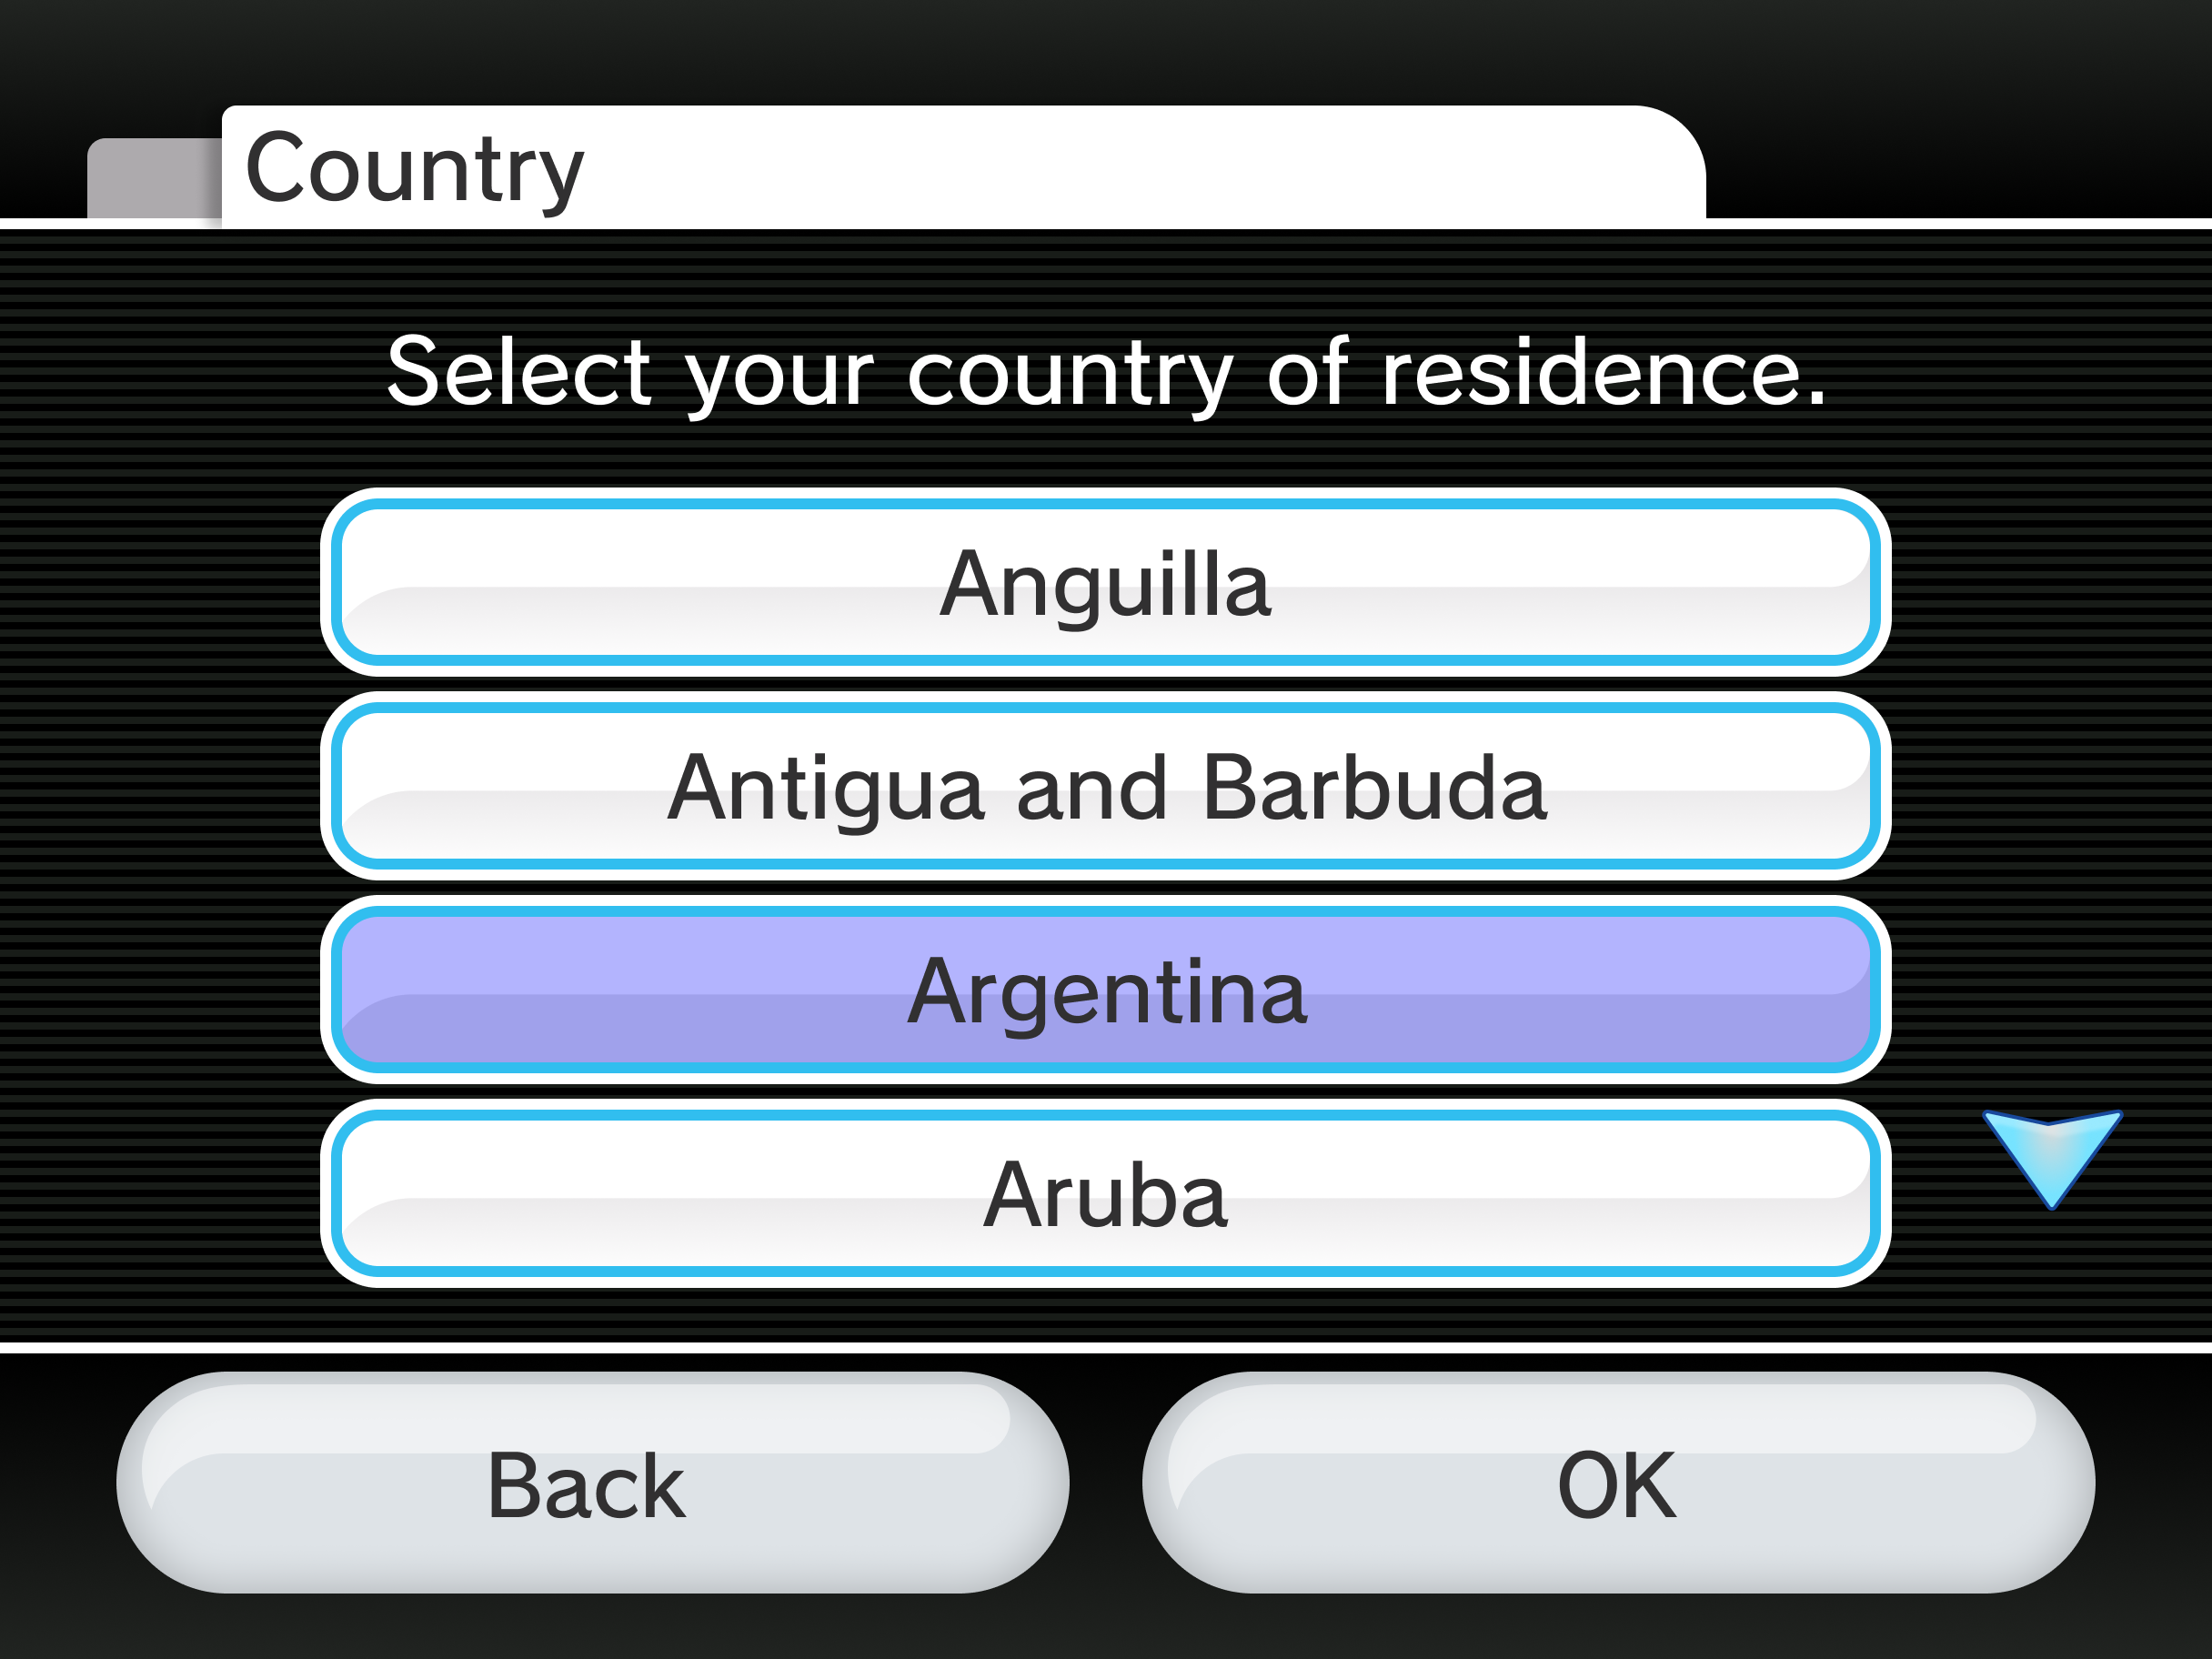 Country
Select your country of residence.
Anguilla
Antigua and Barbuda
Argentina
Aruba
Back
OK